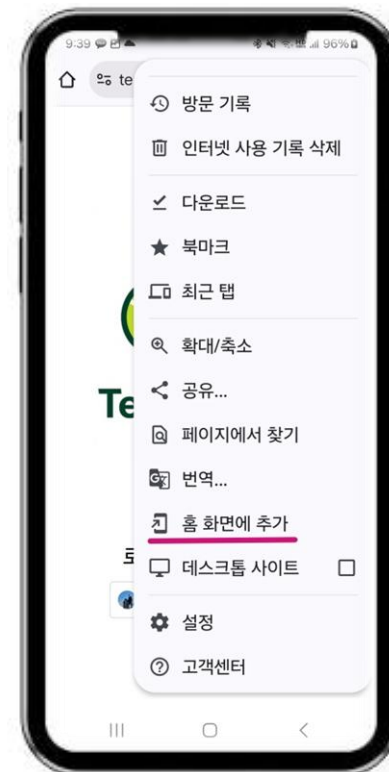 9:39
96%
te
방문 기록
인터넷 사용 기록 삭제
다운로드
북마크
최근 탭
확대/축소
공유...
Te
페이지에서 찾기
번역...
홈 화면에 추가
데스크톱 사이트
설정
고객센터